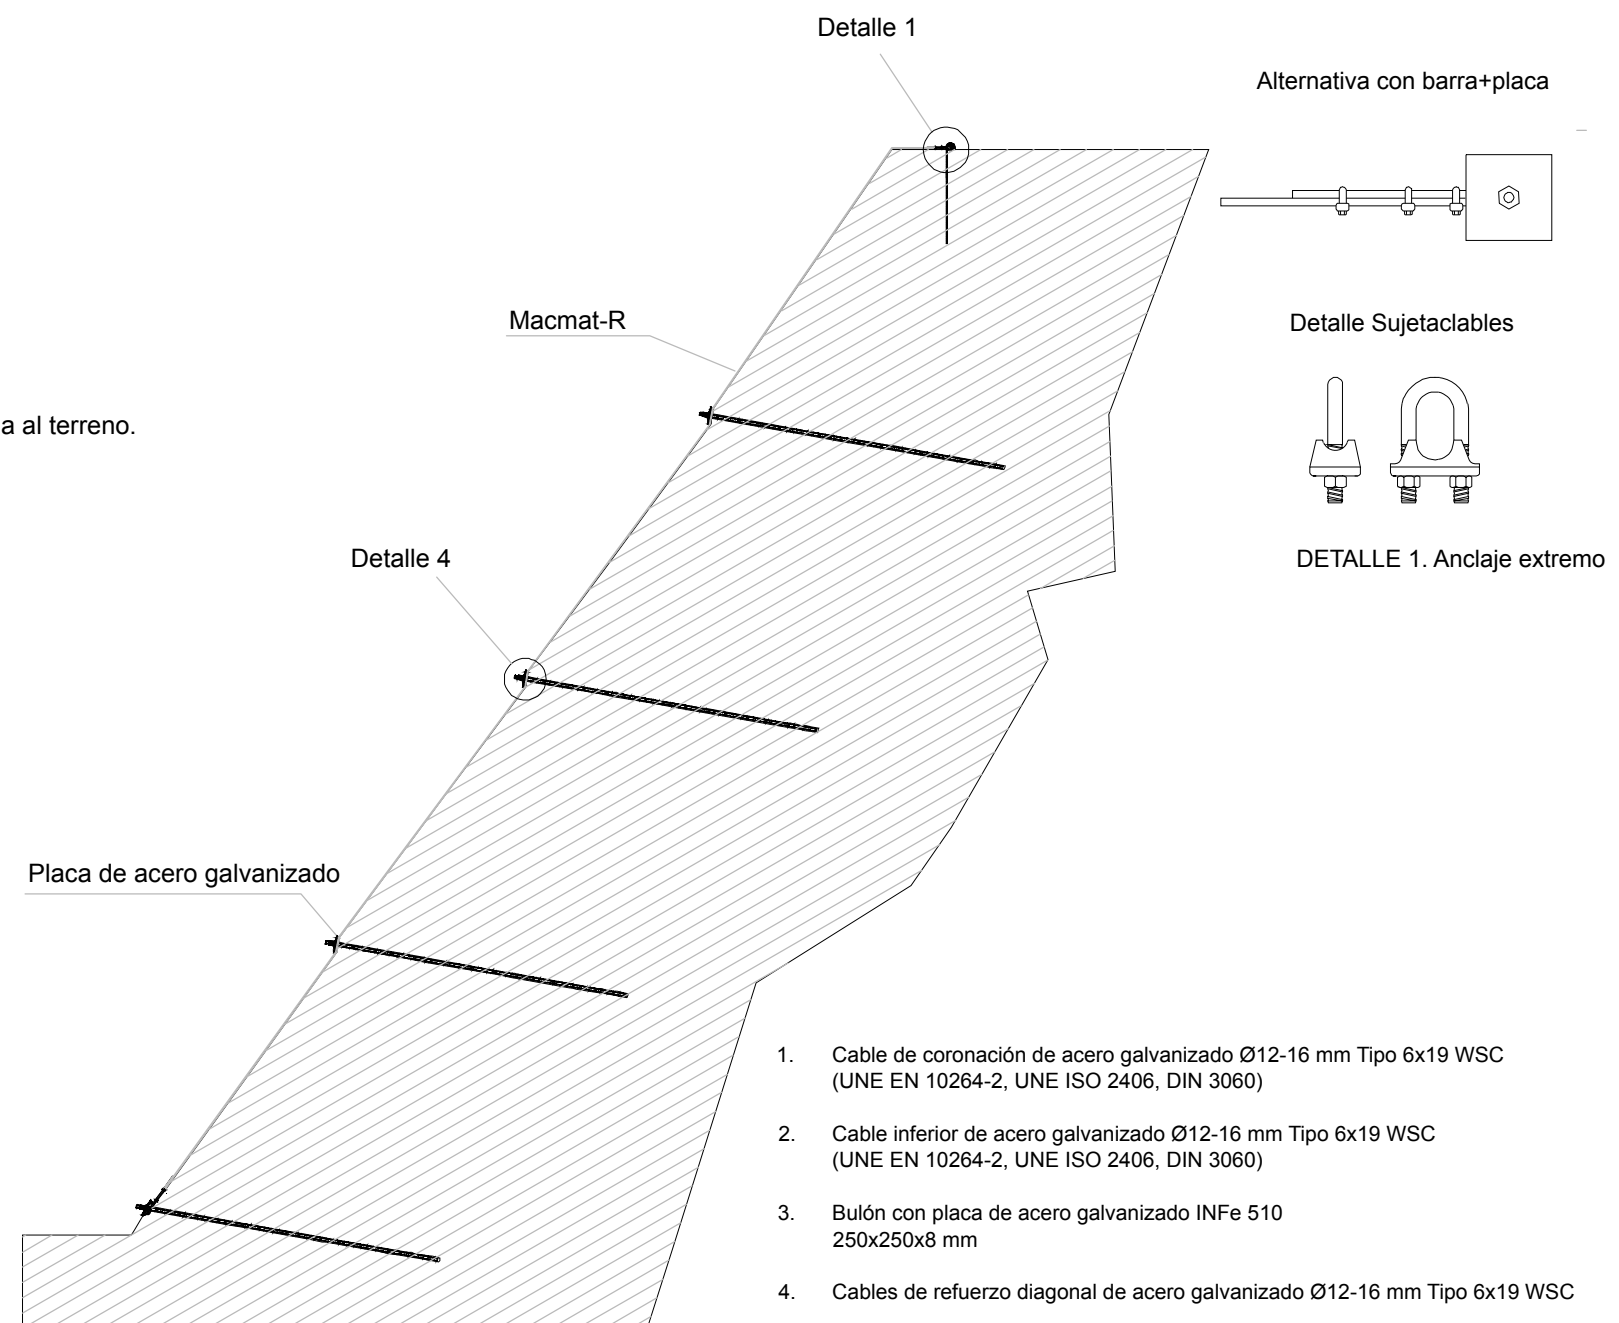 Detalle 1
Alternativa con barra+placa
Macmat-R
Detalle Sujetaclables
a al terreno.
Detalle 4
DETALLE 1. Anclaje extremo
Placa de acero galvanizado
1. Cable de coronación de acero galvanizado Ø12-16 mm Tipo 6x19 WSC
(UNE EN 10264-2, UNE ISO 2406, DIN 3060)
2. Cable inferior de acero galvanizado Ø12-16 mm Tipo 6x19 WSC
(UNE EN 10264-2, UNE ISO 2406, DIN 3060)
3. Bulón con placa de acero galvanizado INFe 510
250x250x8 mm
4. Cables de refuerzo diagonal de acero galvanizado Ø12-16 mm Tipo 6x19 WSC